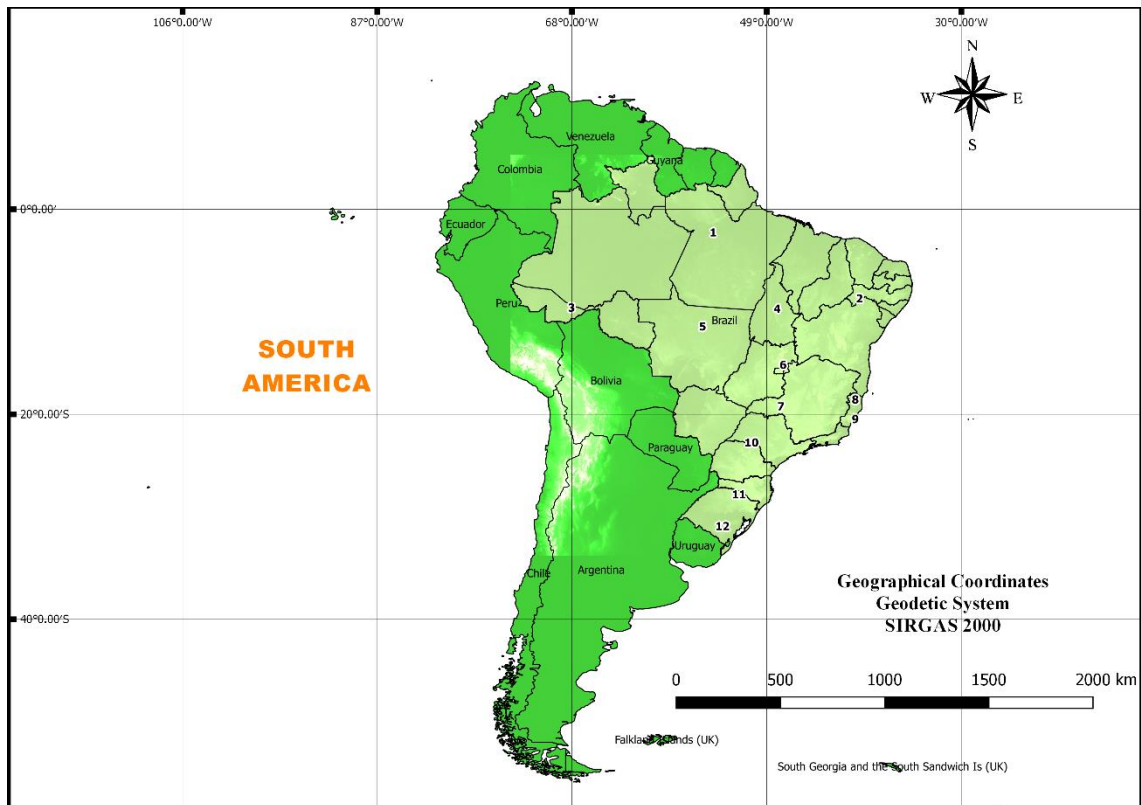 106°0.00'W 87°0.00'W 68°0.00'W 49°0.00'W 30°0.00'W
N
W E
S
Venezuela
Guyana
Colombia
0°0.00'
Ecuador
1
2
Peru
3
4
5
Brazil
SOUTH
AMERICA
6
Bolivia
7
8
9
20°0.00'S
10
Paraguay
11
12
Uruguay
Chile
Argentina
Geographical Coordinates
Geodetic System
SIRGAS 2000
40°0.00'S
0 500 1000 1500 2000 km
Falkland Islands (UK)
South Georgia and the South Sandwich Is (UK)